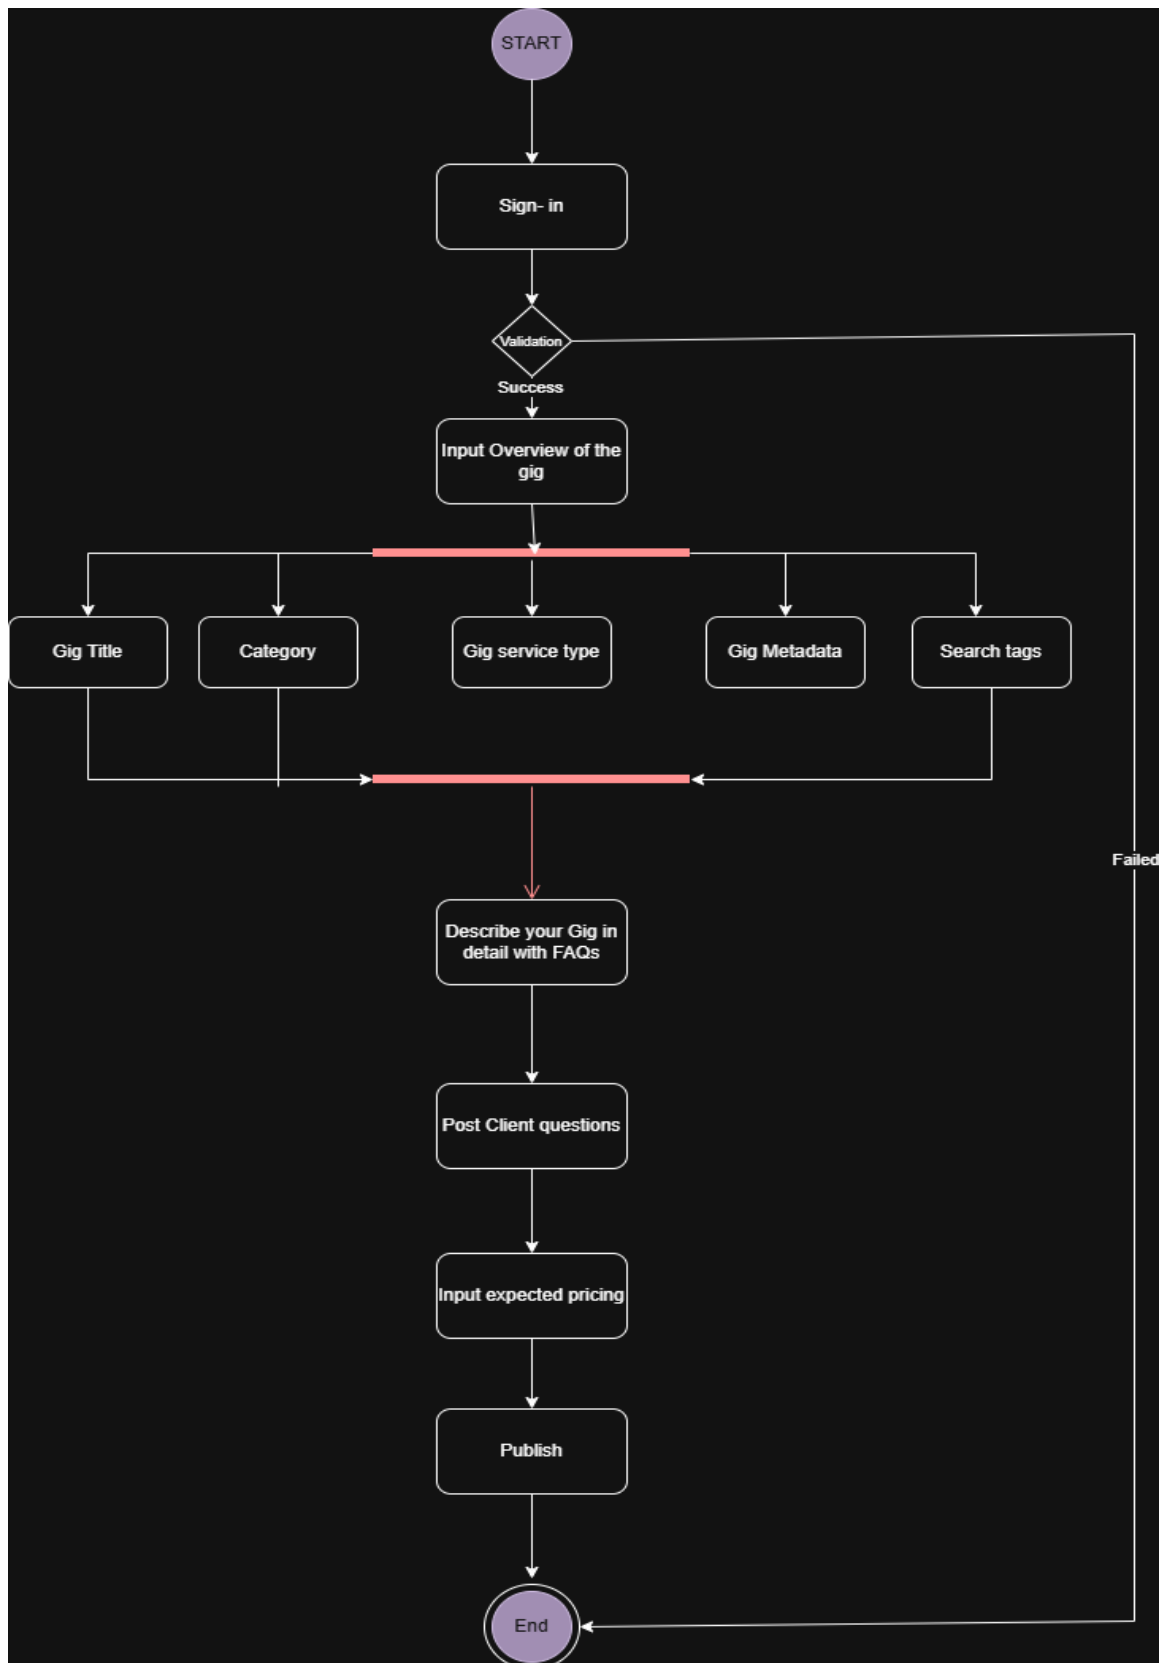 START
Sign- in
Validation
Success
Input Overview of the
gig
Gig Title
Category
Gig service type
Gig Metadata
Search tags
Failed
Describe your Gig in
detail with FAQs
Post Client questions
Input expected pricing
Publish
End